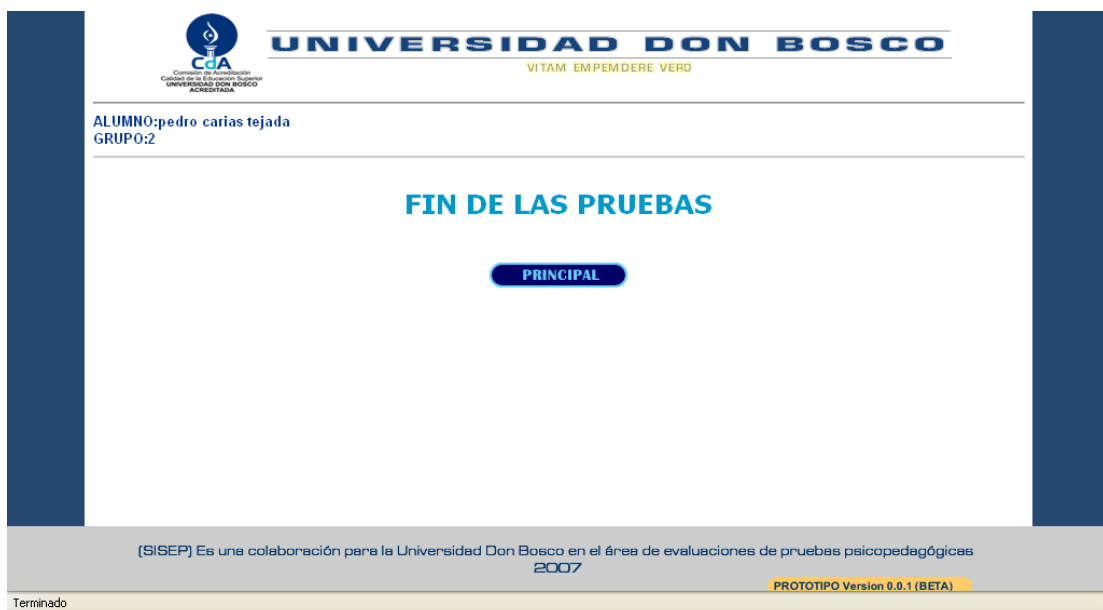 CdA
Comisión de Acreditación
Calidad de la Educación Superior
UNIVERSIDAD DON BOSCO
ACREDITADA
UNIVERSIDAD DON BOSCO
VITAM EMPEMDERE VERO
ALUMNO:pedro carias tejada
GRUPO:2
FIN DE LAS PRUEBAS
PRINCIPAL
(SISEP) Es una colaboración para la Universidad Don Bosco en el área de evaluaciones de pruebas psicopedagógicas
2007
PROTOTIPO Version 0.0.1 (BETA)
Terminado